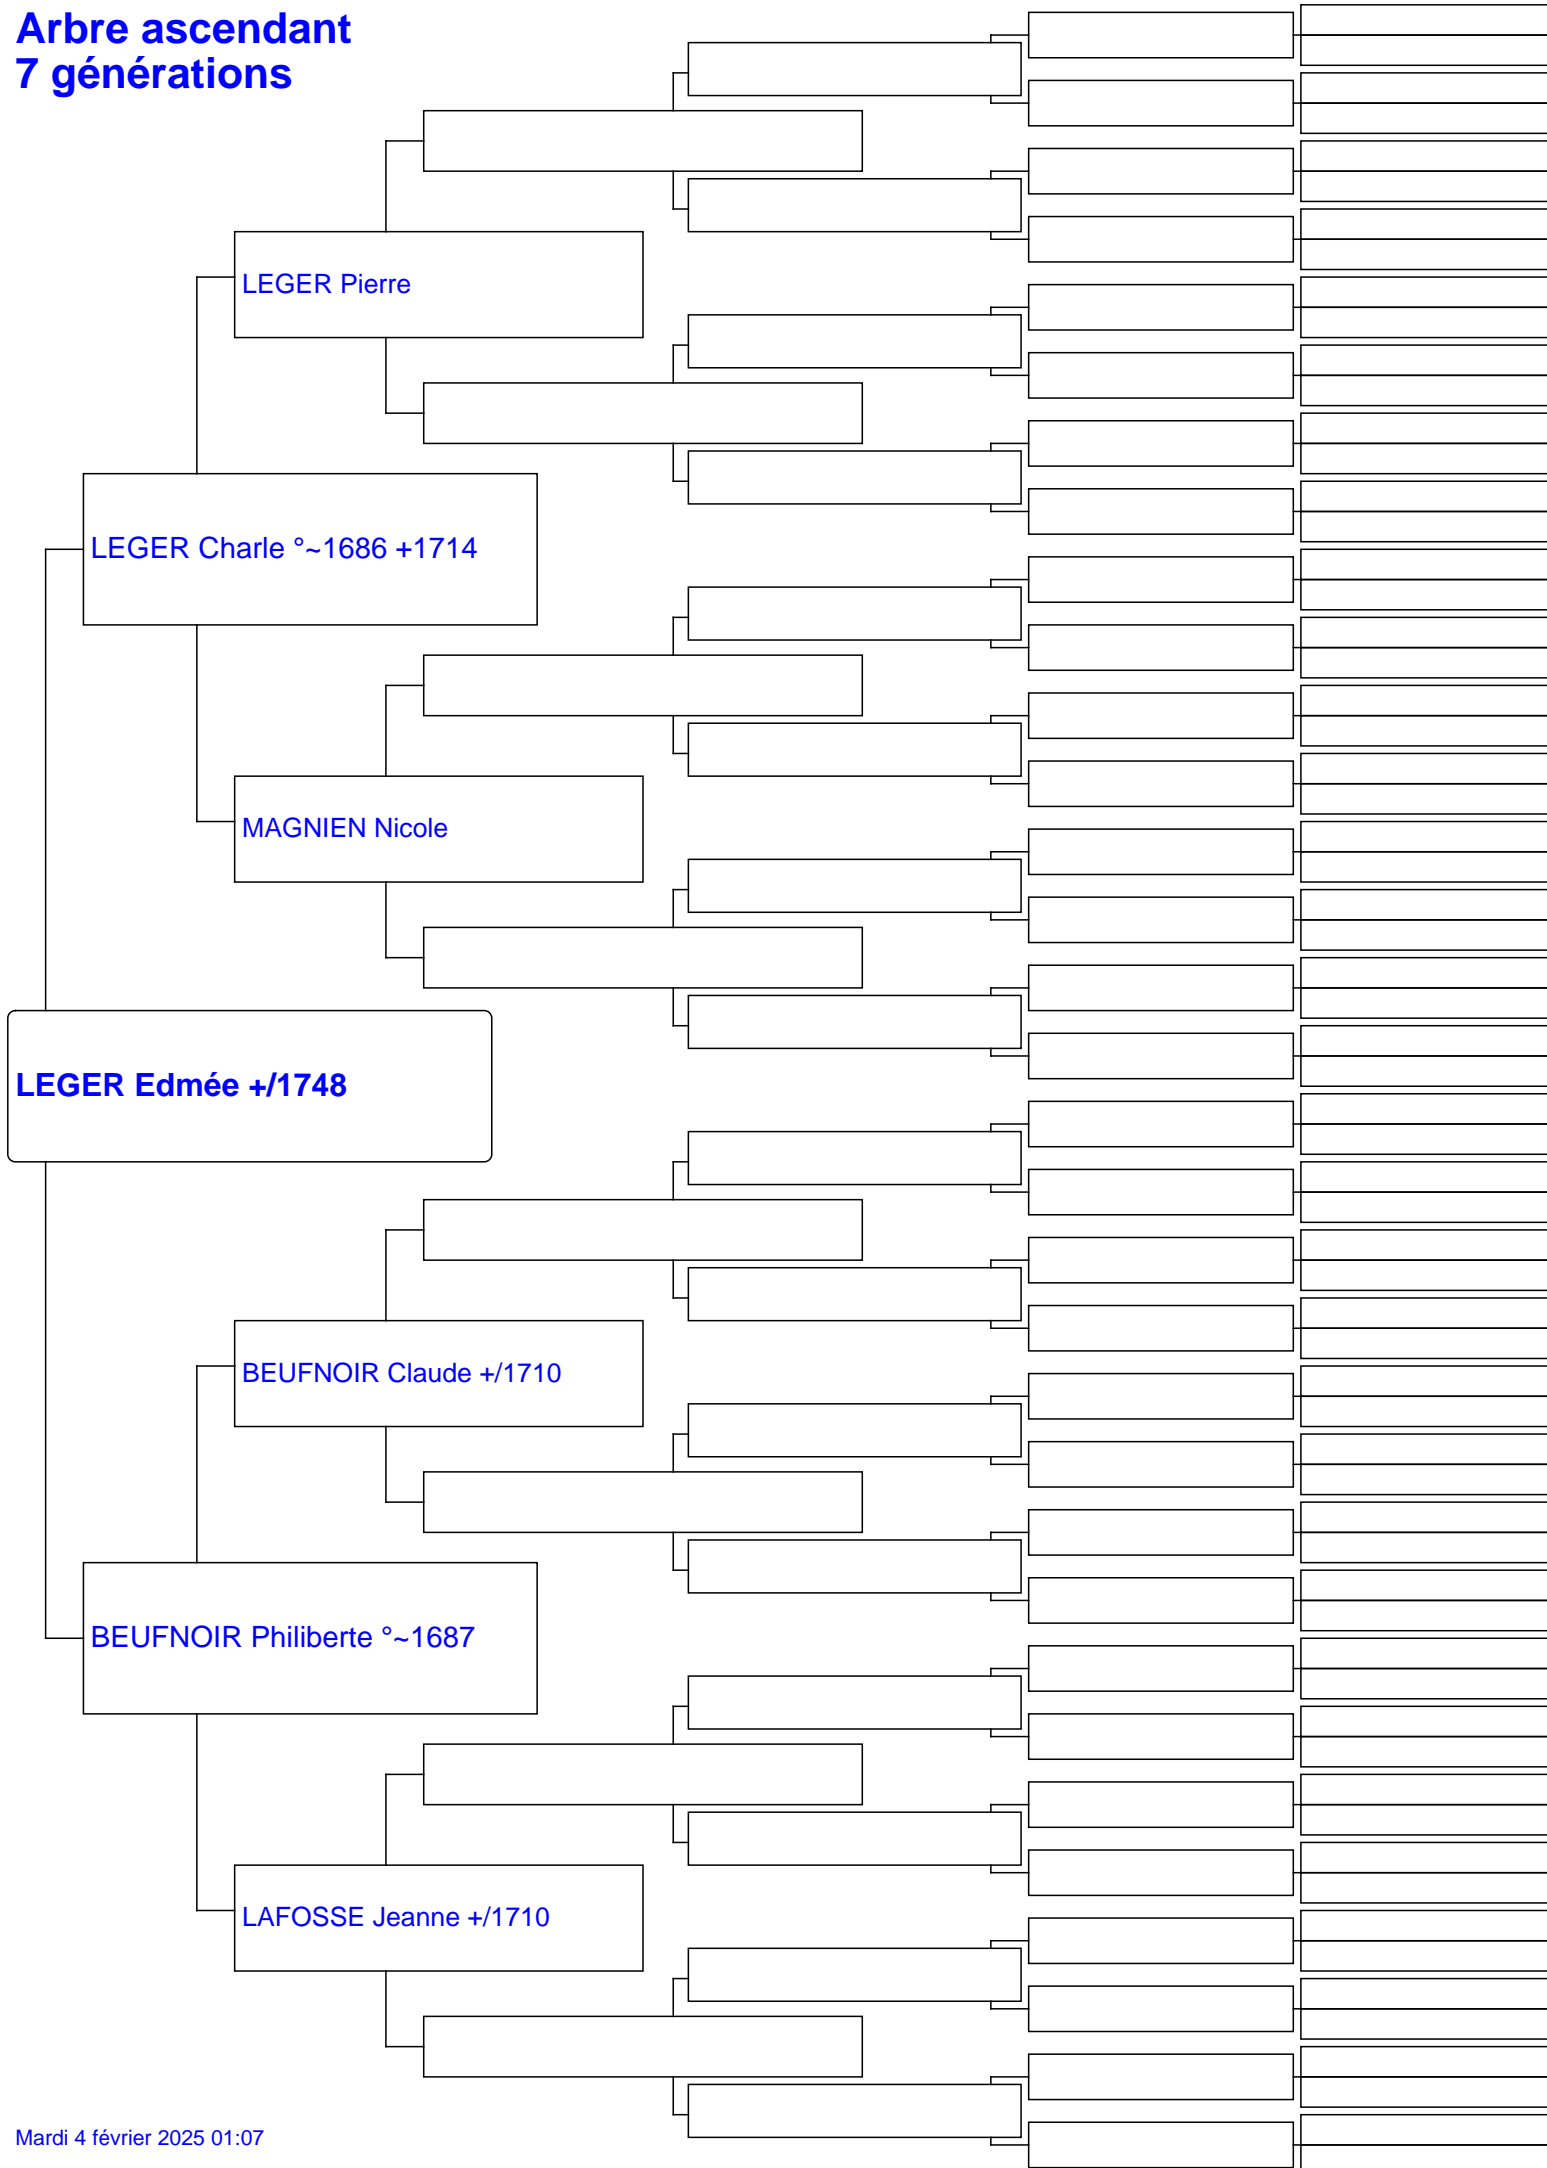 Arbre ascendant
7 générations
LEGER Pierre
LEGER Charle °~1686 +1714
MAGNIEN Nicole
LEGER Edmée +/1748
BEUFNOIR Claude +/1710
BEUFNOIR Philiberte °~1687
LAFOSSE Jeanne +/1710
Mardi 4 février 2025 01:07